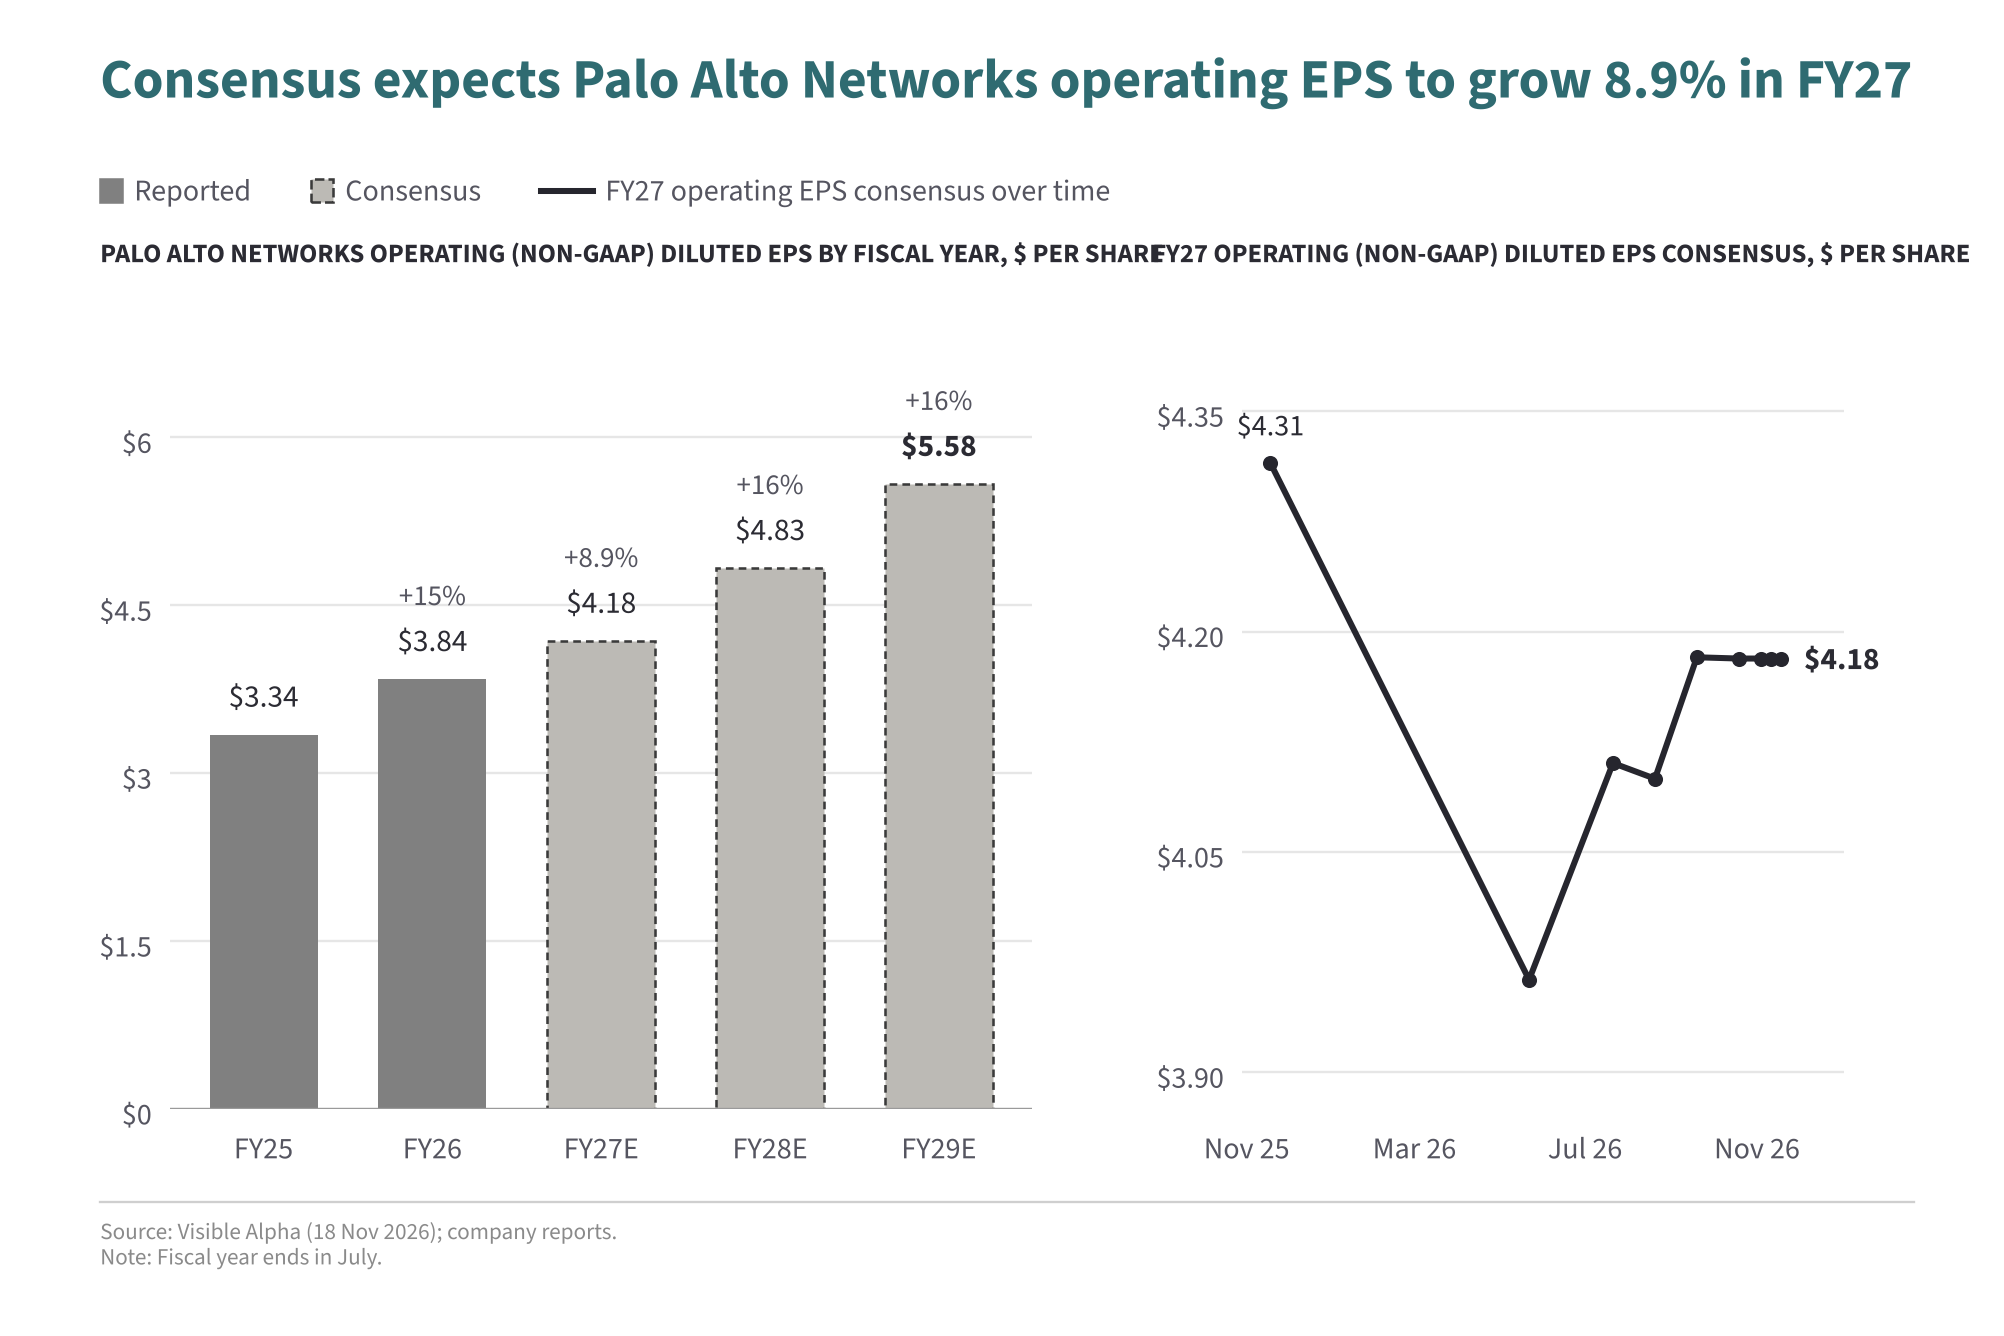 Consensus expects Palo Alto Networks operating EPS to grow 8.9% in FY27
Reported
Consensus
FY27 operating EPS consensus over time
PALO ALTO NETWORKS OPERATING (NON-GAAP) DILUTED EPS BY FISCAL YEAR, $ PER SHARE
$6
$4.5
$3
$1.5
$0
$3.34
+15%
$3.84
+8.9%
$4.18
+16%
$4.83
+16%
$5.58
FY25
FY26
FY27E
FY28E
FY29E
FY27 OPERATING (NON-GAAP) DILUTED EPS CONSENSUS, $ PER SHARE
$4.35
$4.20
$4.05
$3.90
$4.31
$4.18
Nov 25
Mar 26
Jul 26
Nov 26
Source: Visible Alpha (18 Nov 2026); company reports.
Note: Fiscal year ends in July.